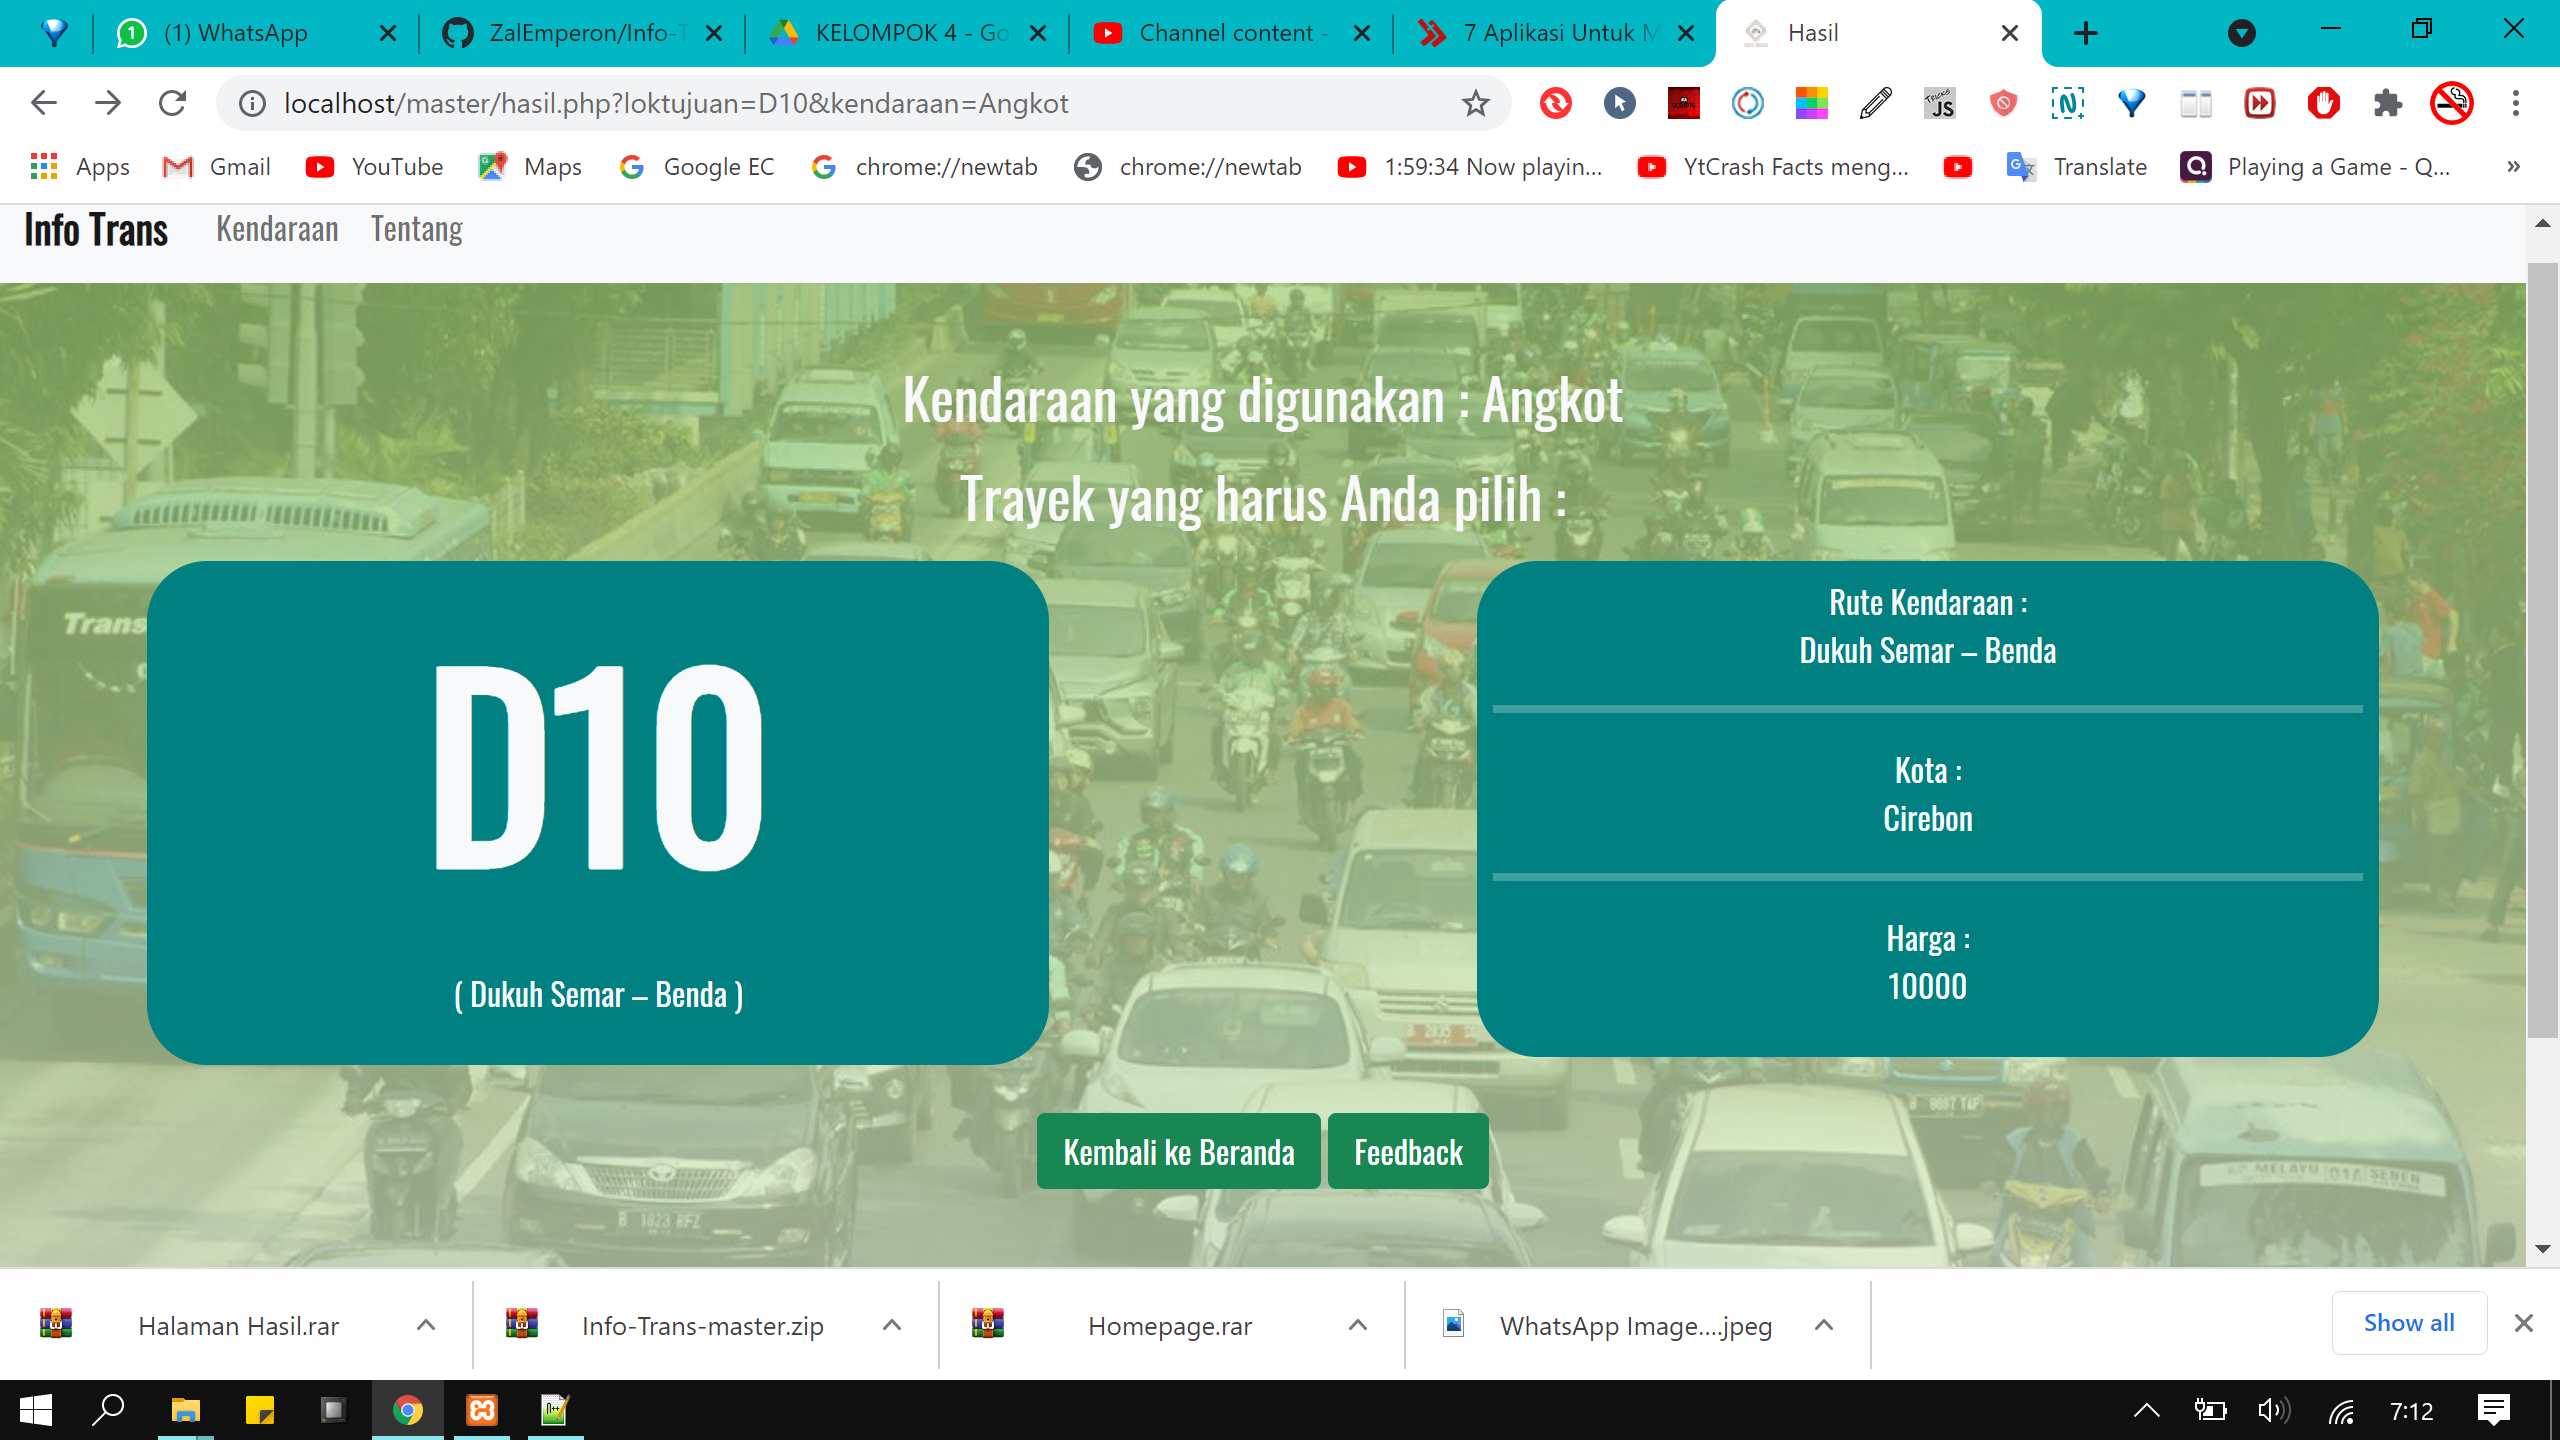 (1) WhatsApp
ZalEmperon/Info-T
KELOMPOK 4 - Go
Channel content -
7 Aplikasi Untuk M
Hasil
localhost/master/hasil.php?loktujuan=D10&kendaraan=Angkot
Apps
Gmail
YouTube
Maps
Google EC
chrome://newtab
chrome://newtab
1:59:34 Now playin...
YtCrash Facts meng...
Translate
Playing a Game - Q...
»
Info Trans
Kendaraan
Tentang
Kendaraan yang digunakan : Angkot
Trayek yang harus Anda pilih :
Trans
D10
( Dukuh Semar – Benda )
Rute Kendaraan :
Dukuh Semar – Benda
Kota :
Cirebon
Harga :
10000
Kembali ke Beranda
Feedback
B 1823 RFZ
Halaman Hasil.rar
Info-Trans-master.zip
Homepage.rar
WhatsApp Image....jpeg
Show all
7:12